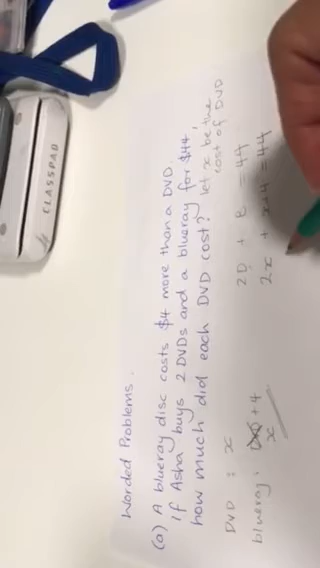 CLASSPAD
Worded Problems.
(a) A blueray disc costs $4 more than a DVD.
If Asha buys 2 DVDs and a blueray for $44,
how much did each DVD cost? let x be the
cost of DVD
DVD : x
2D + B = 44
blueray : x + 4
2x + x+4 = 44